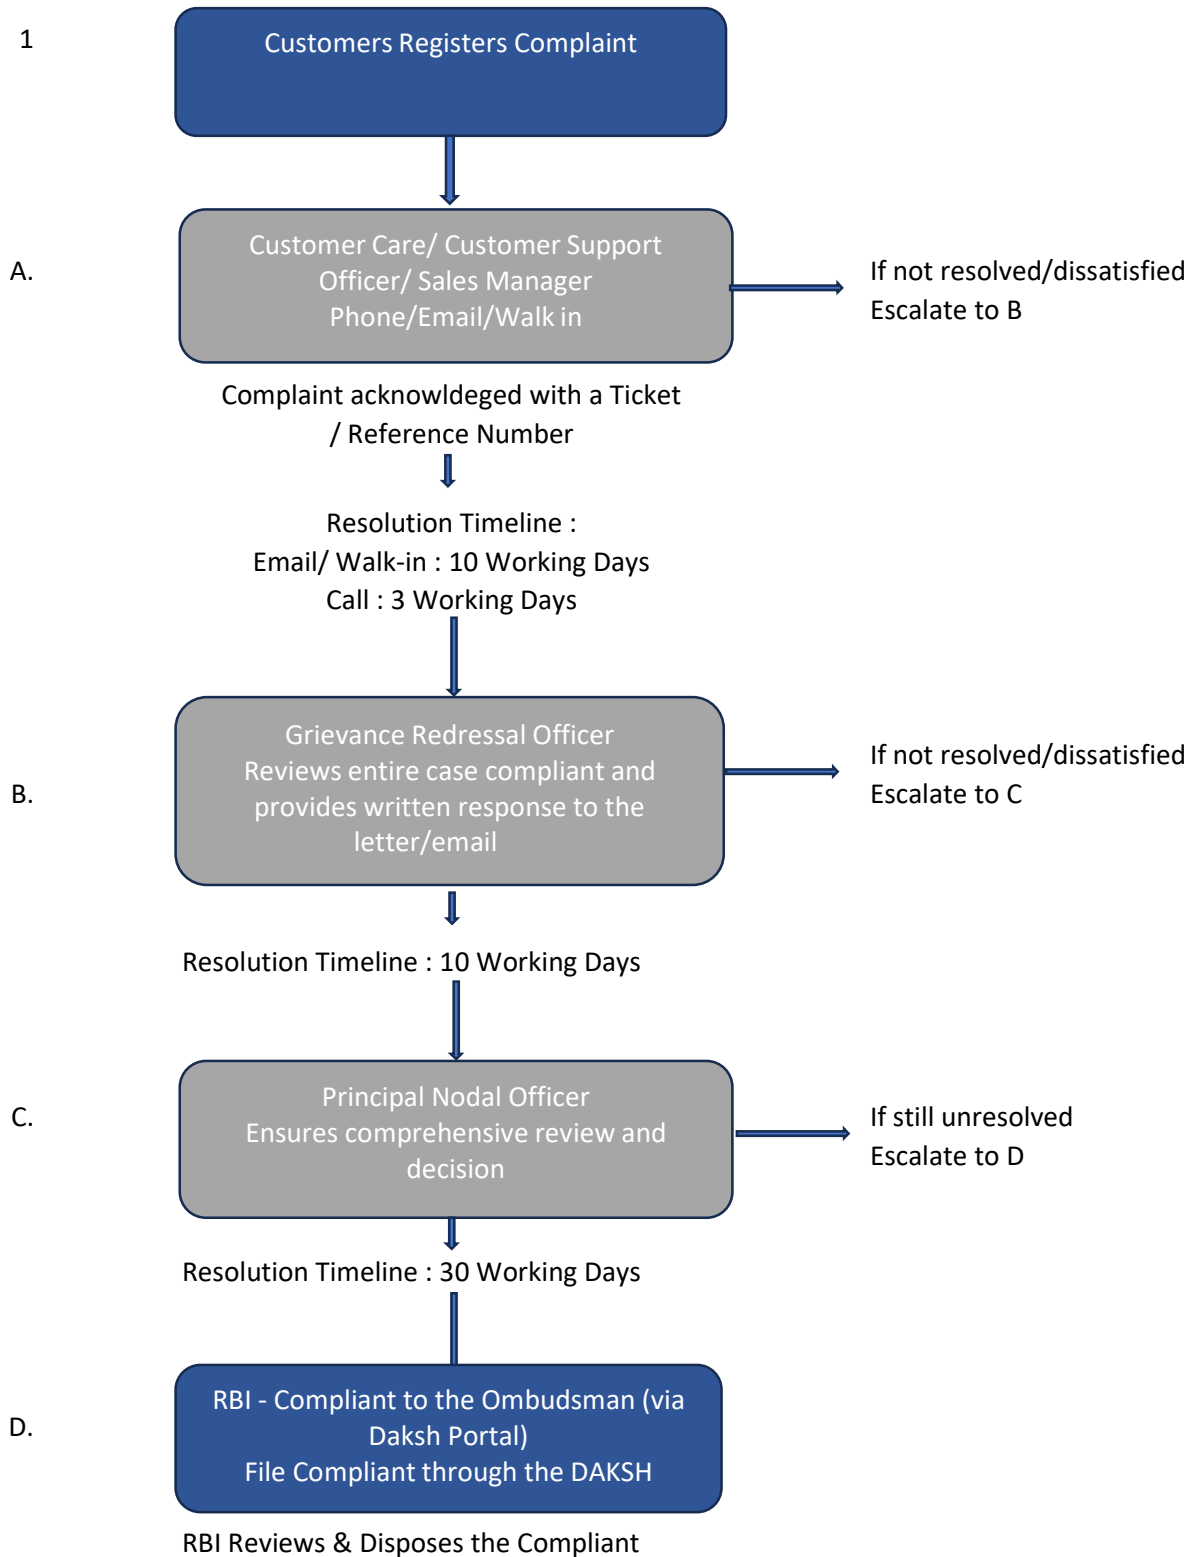 1
Customers Registers Complaint
A.
Customer Care/ Customer Support
Officer/ Sales Manager
Phone/Email/Walk in
If not resolved/dissatisfied
Escalate to B
Complaint acknowldeged with a Ticket
/ Reference Number
Resolution Timeline :
Email/ Walk-in : 10 Working Days
Call : 3 Working Days
B.
Grievance Redressal Officer
Reviews entire case compliant and
provides written response to the
letter/email
If not resolved/dissatisfied
Escalate to C
Resolution Timeline : 10 Working Days
C.
Principal Nodal Officer
Ensures comprehensive review and
decision
If still unresolved
Escalate to D
Resolution Timeline : 30 Working Days
D.
RBI - Compliant to the Ombudsman (via
Daksh Portal)
File Compliant through the DAKSH
RBI Reviews & Disposes the Compliant